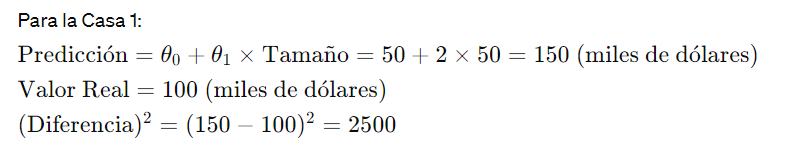 Para la Casa 1:
Predicción = θ₀ + θ₁ × Tamaño = 50 + 2 × 50 = 150 (miles de dólares)
Valor Real = 100 (miles de dólares)
(Diferencia)² = (150 − 100)² = 2500